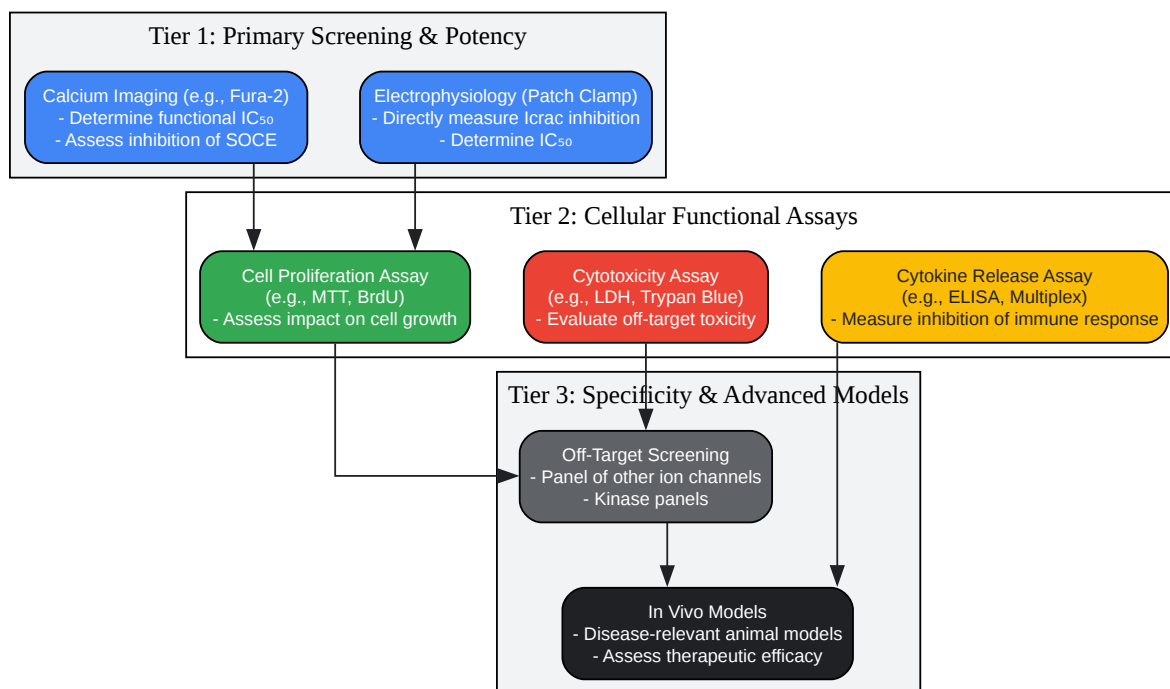 Tier 1: Primary Screening & Potency
Calcium Imaging (e.g., Fura-2)
- Determine functional IC₅₀
- Assess inhibition of SOCE
Electrophysiology (Patch Clamp)
- Directly measure Icrac inhibition
- Determine IC₅₀
Tier 2: Cellular Functional Assays
Cell Proliferation Assay
(e.g., MTT, BrdU)
- Assess impact on cell growth
Cytotoxicity Assay
(e.g., LDH, Trypan Blue)
- Evaluate off-target toxicity
Cytokine Release Assay
(e.g., ELISA, Multiplex)
- Measure inhibition of immune response
Tier 3: Specificity & Advanced Models
Off-Target Screening
- Panel of other ion channels
- Kinase panels
In Vivo Models
- Disease-relevant animal models
- Assess therapeutic efficacy